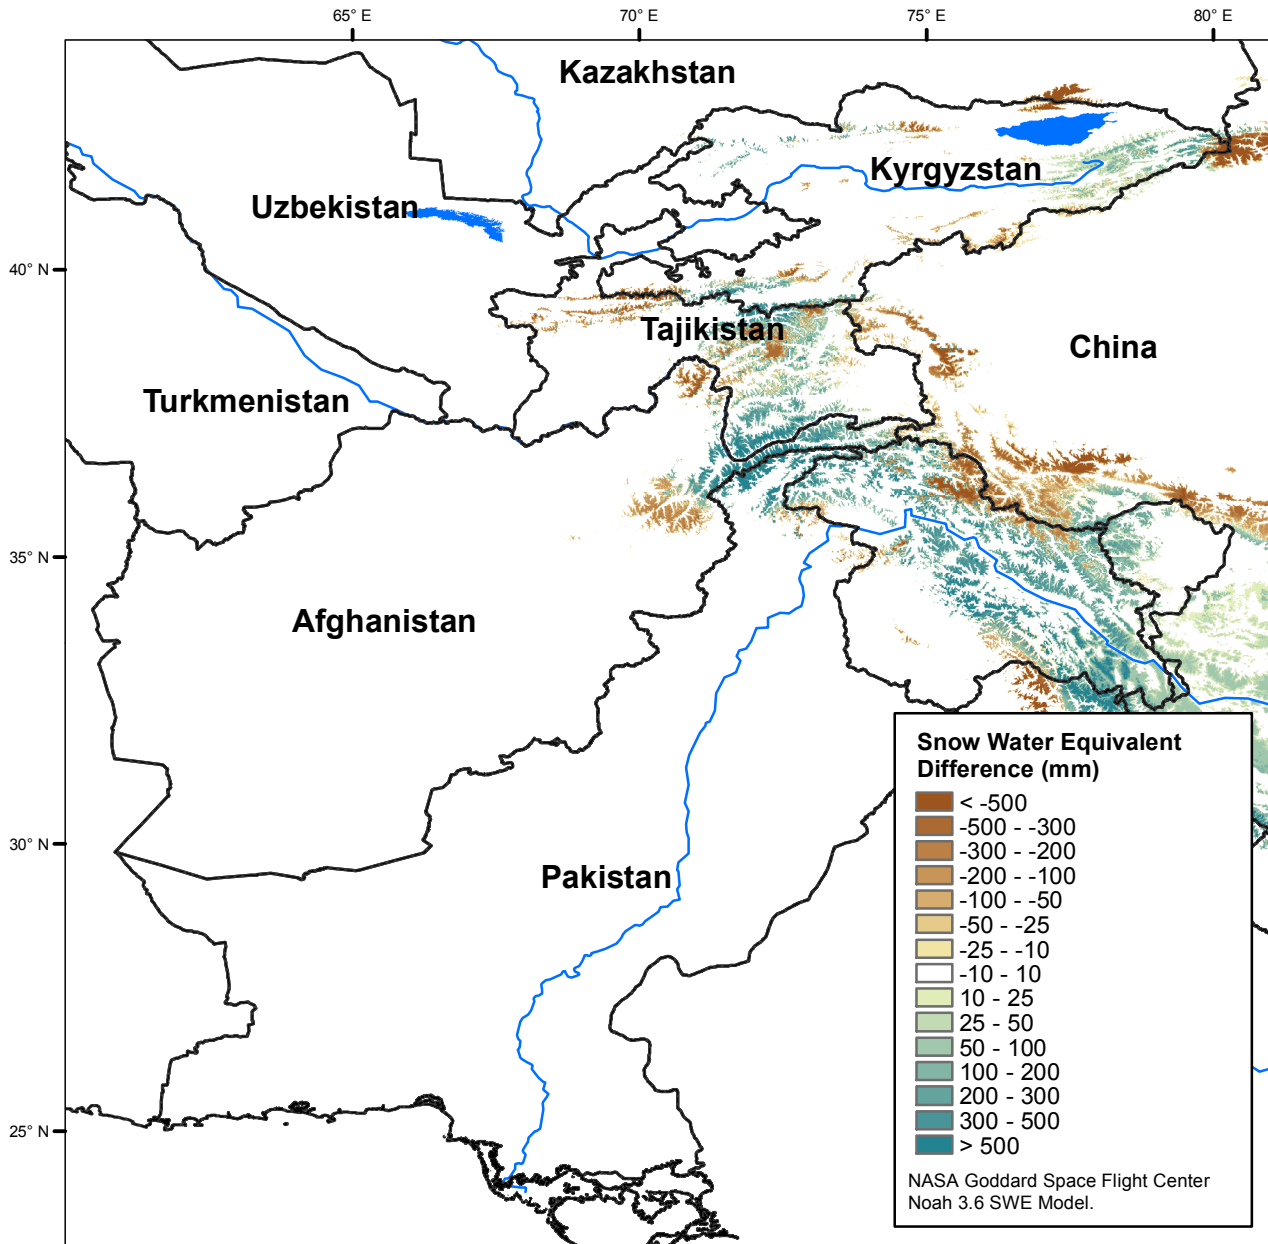 65° E
70° E
75° E
80° E
Kazakhstan
Kyrgyzstan
Uzbekistan
40° N
Tajikistan
China
Turkmenistan
35° N
Afghanistan
Snow Water Equivalent
Difference (mm)
< -500
-500 - -300
-300 - -200
-200 - -100
-100 - -50
-50 - -25
-25 - -10
-10 - 10
10 - 25
25 - 50
50 - 100
100 - 200
200 - 300
300 - 500
> 500
30° N
Pakistan
25° N
NASA Goddard Space Flight Center
Noah 3.6 SWE Model.